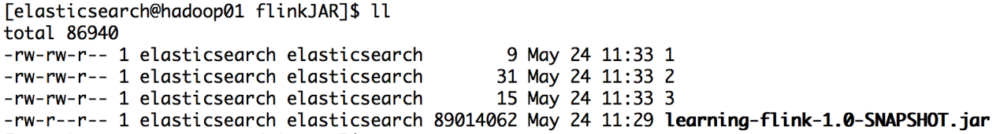 [elasticsearch@hadoop01 flinkJAR]$ ll
total 86940
-rw-rw-r-- 1 elasticsearch elasticsearch        9 May 24 11:33 1
-rw-rw-r-- 1 elasticsearch elasticsearch       31 May 24 11:33 2
-rw-rw-r-- 1 elasticsearch elasticsearch       15 May 24 11:33 3
-rw-r--r-- 1 elasticsearch elasticsearch 89014062 May 24 11:29 learning-flink-1.0-SNAPSHOT.jar